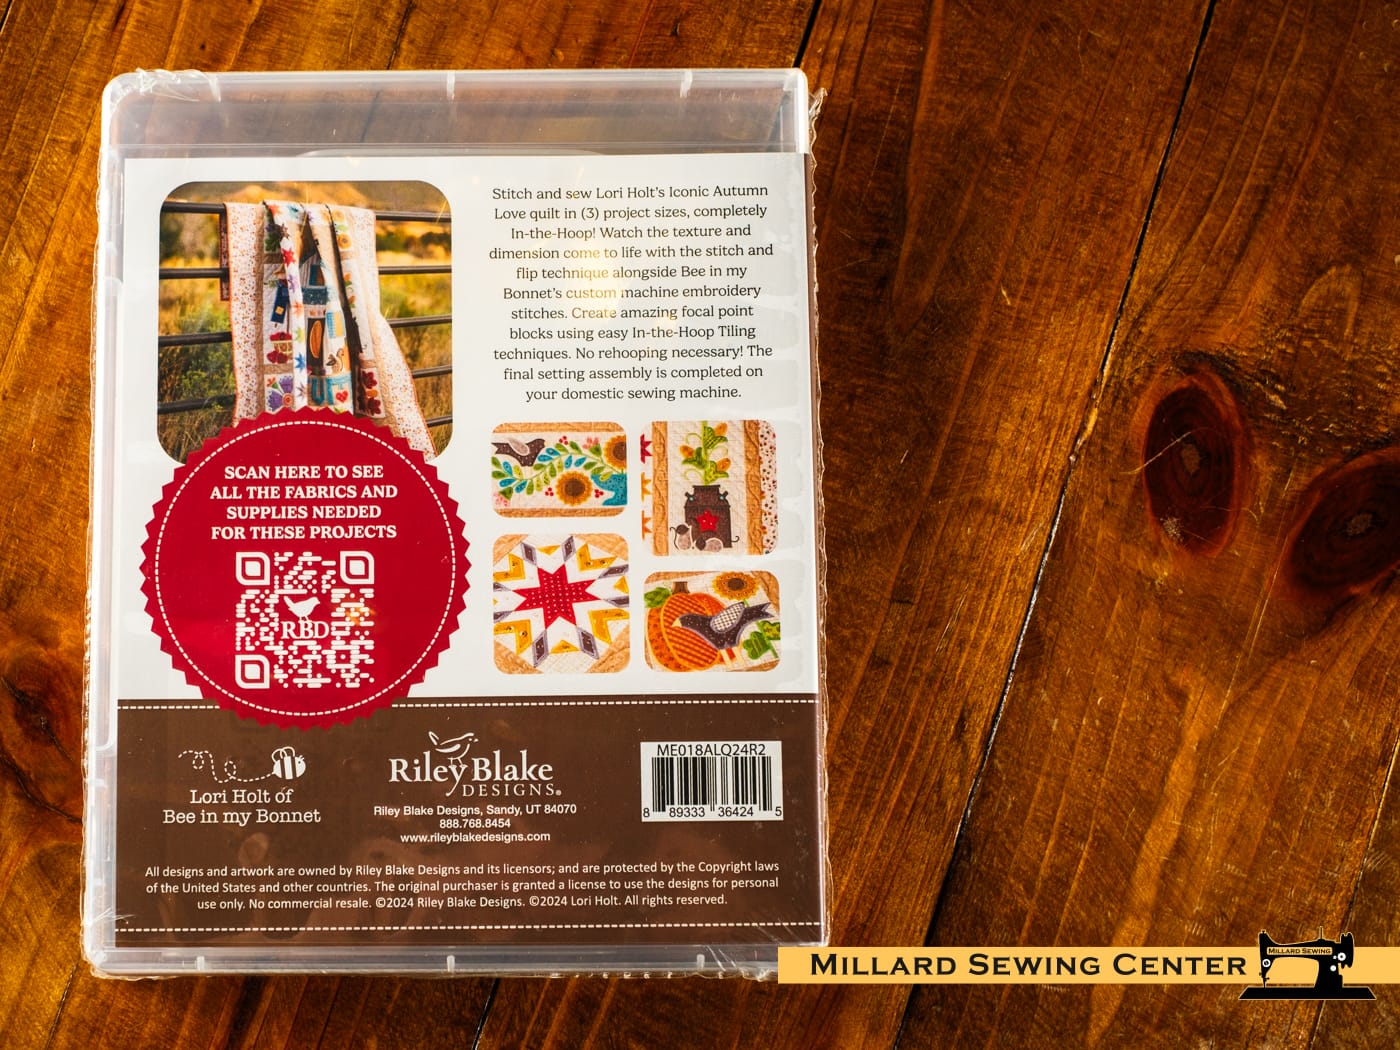 Stitch and sew Lori Holt's Iconic Autumn
Love quilt in (3) project sizes, completely
In-the-Hoop! Watch the texture and
dimension come to life with the stitch and
flip technique alongside Bee in my
Bonnet's custom machine embroidery
stitches. Create amazing focal point
blocks using easy In-the-Hoop Tiling
techniques. No rehooping necessary! The
final setting assembly is completed on
your domestic sewing machine.
SCAN HERE TO SEE
ALL THE FABRICS AND
SUPPLIES NEEDED
FOR THESE PROJECTS
RBD
Lori Holt of
Bee in my Bonnet
Riley Blake
DESIGNS®
Riley Blake Designs, Sandy, UT 84070
888.768.8454
www.rileyblakedesigns.com
ME018ALQ24R2
8 89333 36424 5
All designs and artwork are owned by Riley Blake Designs and its licensors; and are protected by the Copyright laws
of the United States and other countries. The original purchaser is granted a license to use the designs for personal
use only. No commercial resale. ©2024 Riley Blake Designs. ©2024 Lori Holt. All rights reserved.
Millard Sewing Center
Millard Sewing